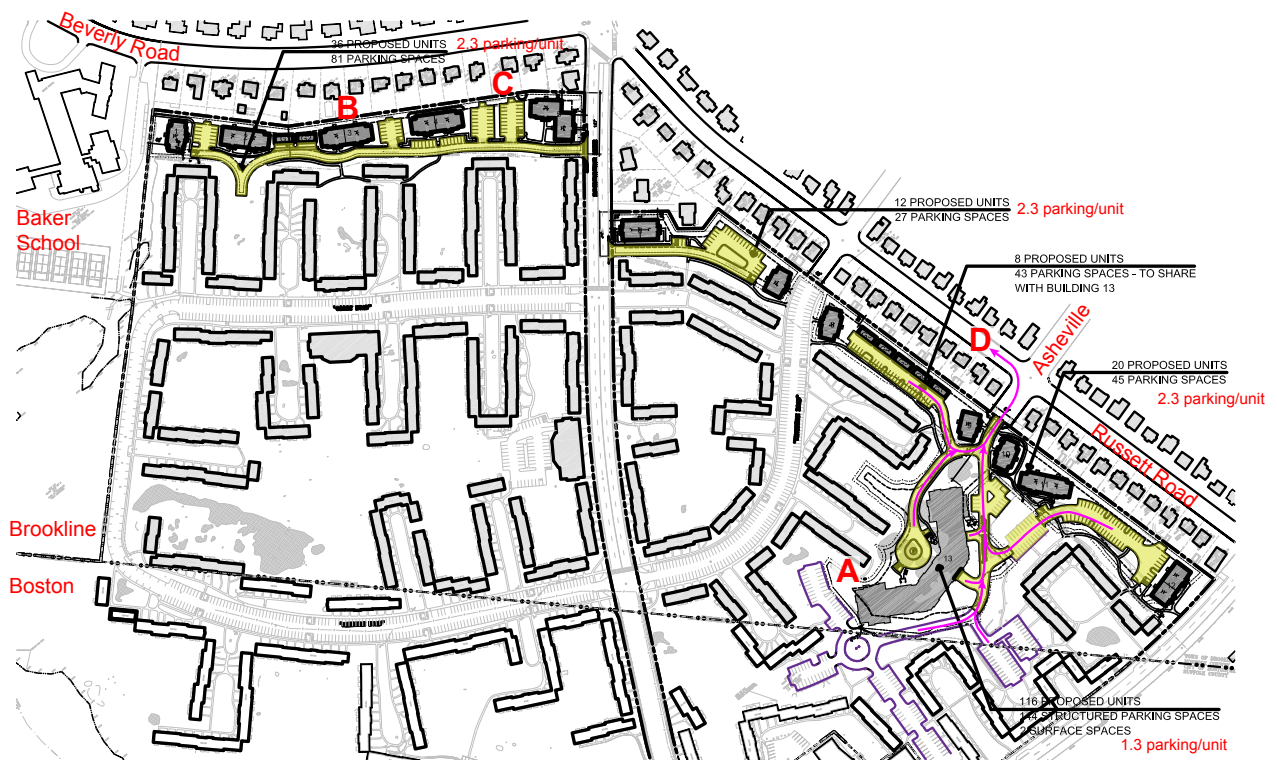 Beverly Road
36 PROPOSED UNITS
81 PARKING SPACES
2.3 parking/unit
C
B
Baker
School
12 PROPOSED UNITS
27 PARKING SPACES
2.3 parking/unit
8 PROPOSED UNITS
43 PARKING SPACES - TO SHARE
WITH BUILDING 13
D
Asheville
20 PROPOSED UNITS
45 PARKING SPACES
2.3 parking/unit
Russett Road
Brookline
Boston
A
13
116 PROPOSED UNITS
144 STRUCTURED PARKING SPACES
SURFACE SPACES
1.3 parking/unit